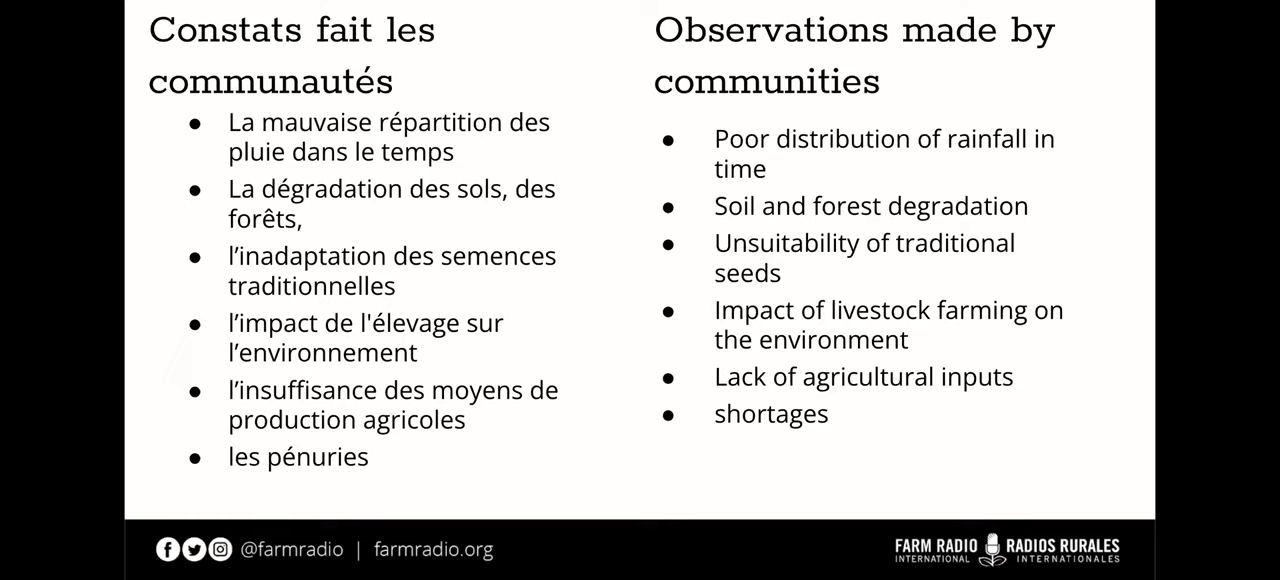 Constats fait les
communautés
● La mauvaise répartition des
pluie dans le temps
● La dégradation des sols, des
forêts,
● l’inadaptation des semences
traditionnelles
● l’impact de l'élevage sur
l’environnement
● l’insuffisance des moyens de
production agricoles
● les pénuries
Observations made by
communities
● Poor distribution of rainfall in
time
● Soil and forest degradation
● Unsuitability of traditional
seeds
● Impact of livestock farming on
the environment
● Lack of agricultural inputs
● shortages
@farmradio | farmradio.org
FARM RADIO RADIOS RURALES
INTERNATIONAL INTERNATIONALES